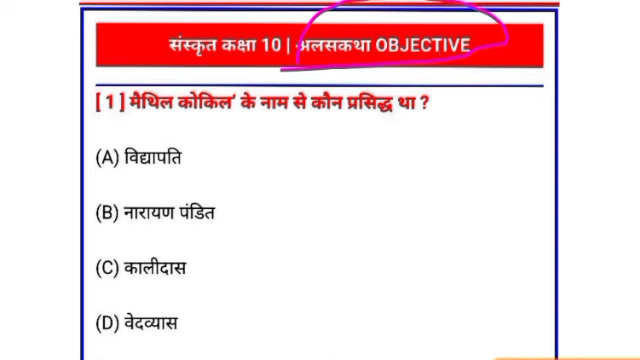 संस्कृत कक्षा 10 | अलसकथा OBJECTIVE
[ 1 ] मैथिल कोकिल’ के नाम से कौन प्रसिद्ध था ?
(A) विद्यापति
(B) नारायण पंडित
(C) कालीदास
(D) वेदव्यास